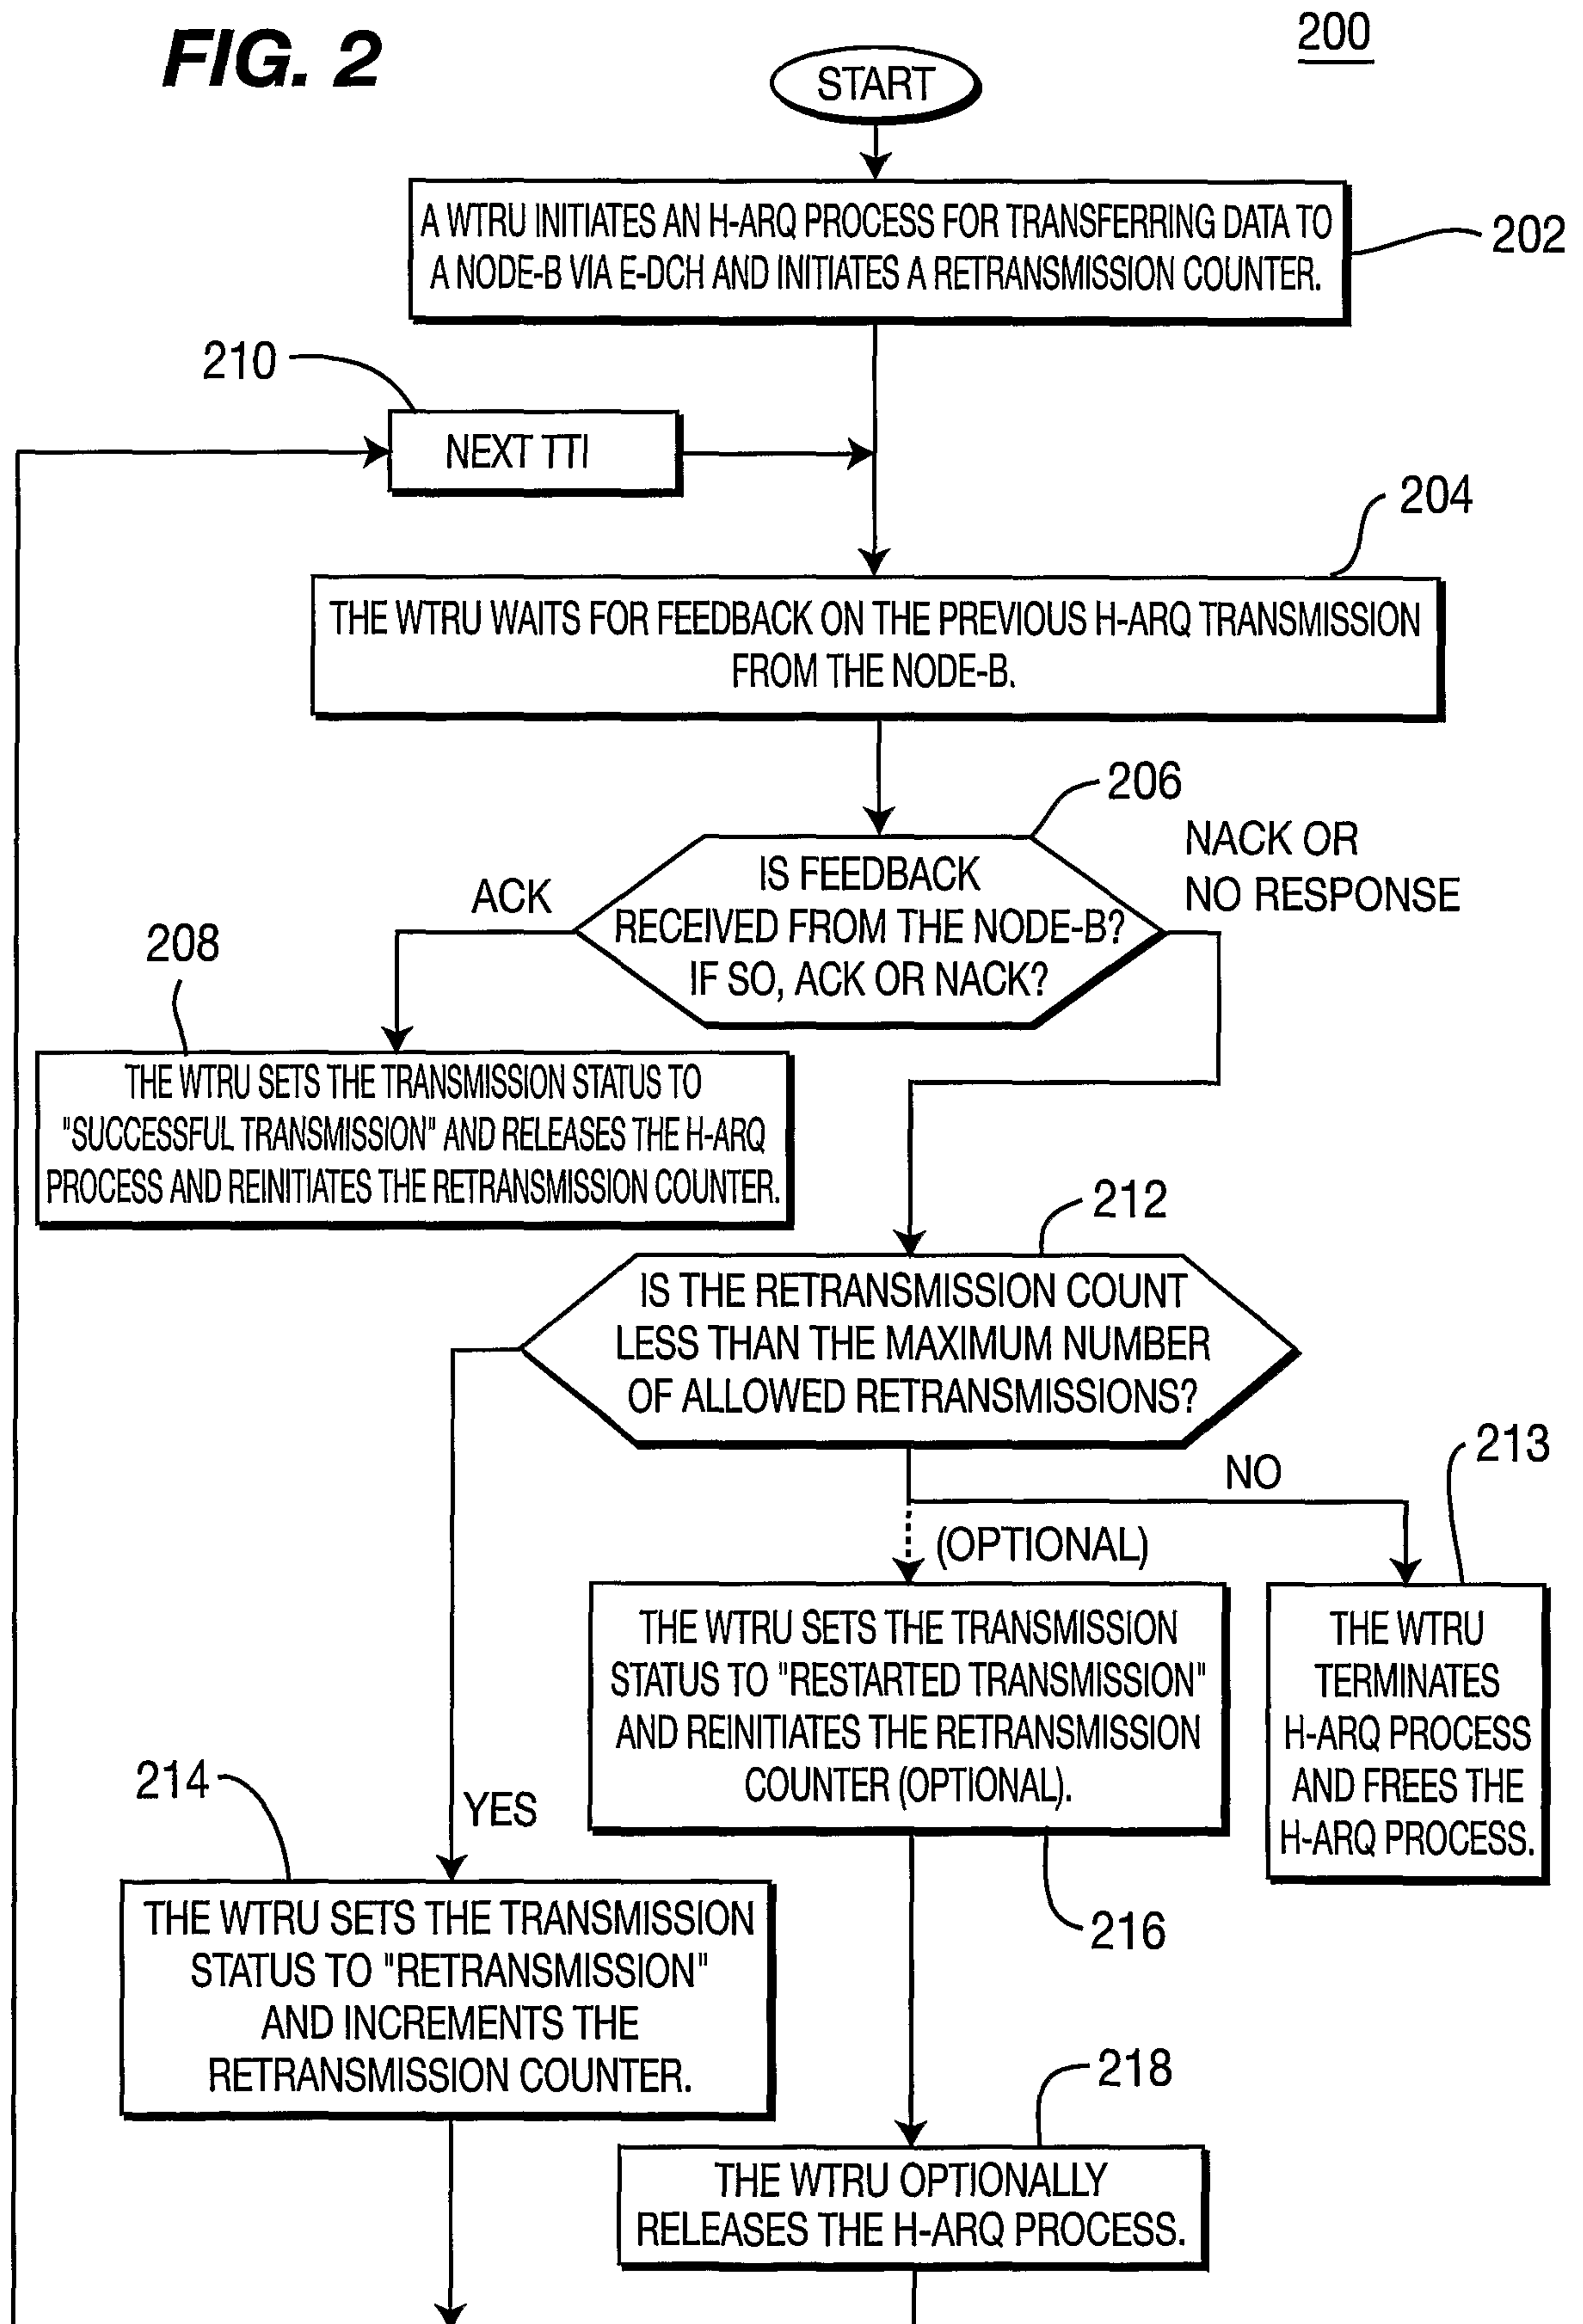 FIG. 2
200
START
A WTRU INITIATES AN H-ARQ PROCESS FOR TRANSFERRING DATA TO
A NODE-B VIA E-DCH AND INITIATES A RETRANSMISSION COUNTER.
202
210
NEXT TTI
204
THE WTRU WAITS FOR FEEDBACK ON THE PREVIOUS H-ARQ TRANSMISSION
FROM THE NODE-B.
206
NACK OR
NO RESPONSE
ACK
IS FEEDBACK
RECEIVED FROM THE NODE-B?
IF SO, ACK OR NACK?
208
THE WTRU SETS THE TRANSMISSION STATUS TO
"SUCCESSFUL TRANSMISSION" AND RELEASES THE H-ARQ
PROCESS AND REINITIATES THE RETRANSMISSION COUNTER.
212
IS THE RETRANSMISSION COUNT
LESS THAN THE MAXIMUM NUMBER
OF ALLOWED RETRANSMISSIONS?
NO
213
(OPTIONAL)
THE WTRU SETS THE TRANSMISSION
STATUS TO "RESTARTED TRANSMISSION"
AND REINITIATES THE RETRANSMISSION
COUNTER (OPTIONAL).
THE WTRU
TERMINATES
H-ARQ PROCESS
AND FREES THE
H-ARQ PROCESS.
214
YES
216
THE WTRU SETS THE TRANSMISSION
STATUS TO "RETRANSMISSION"
AND INCREMENTS THE
RETRANSMISSION COUNTER.
218
THE WTRU OPTIONALLY
RELEASES THE H-ARQ PROCESS.